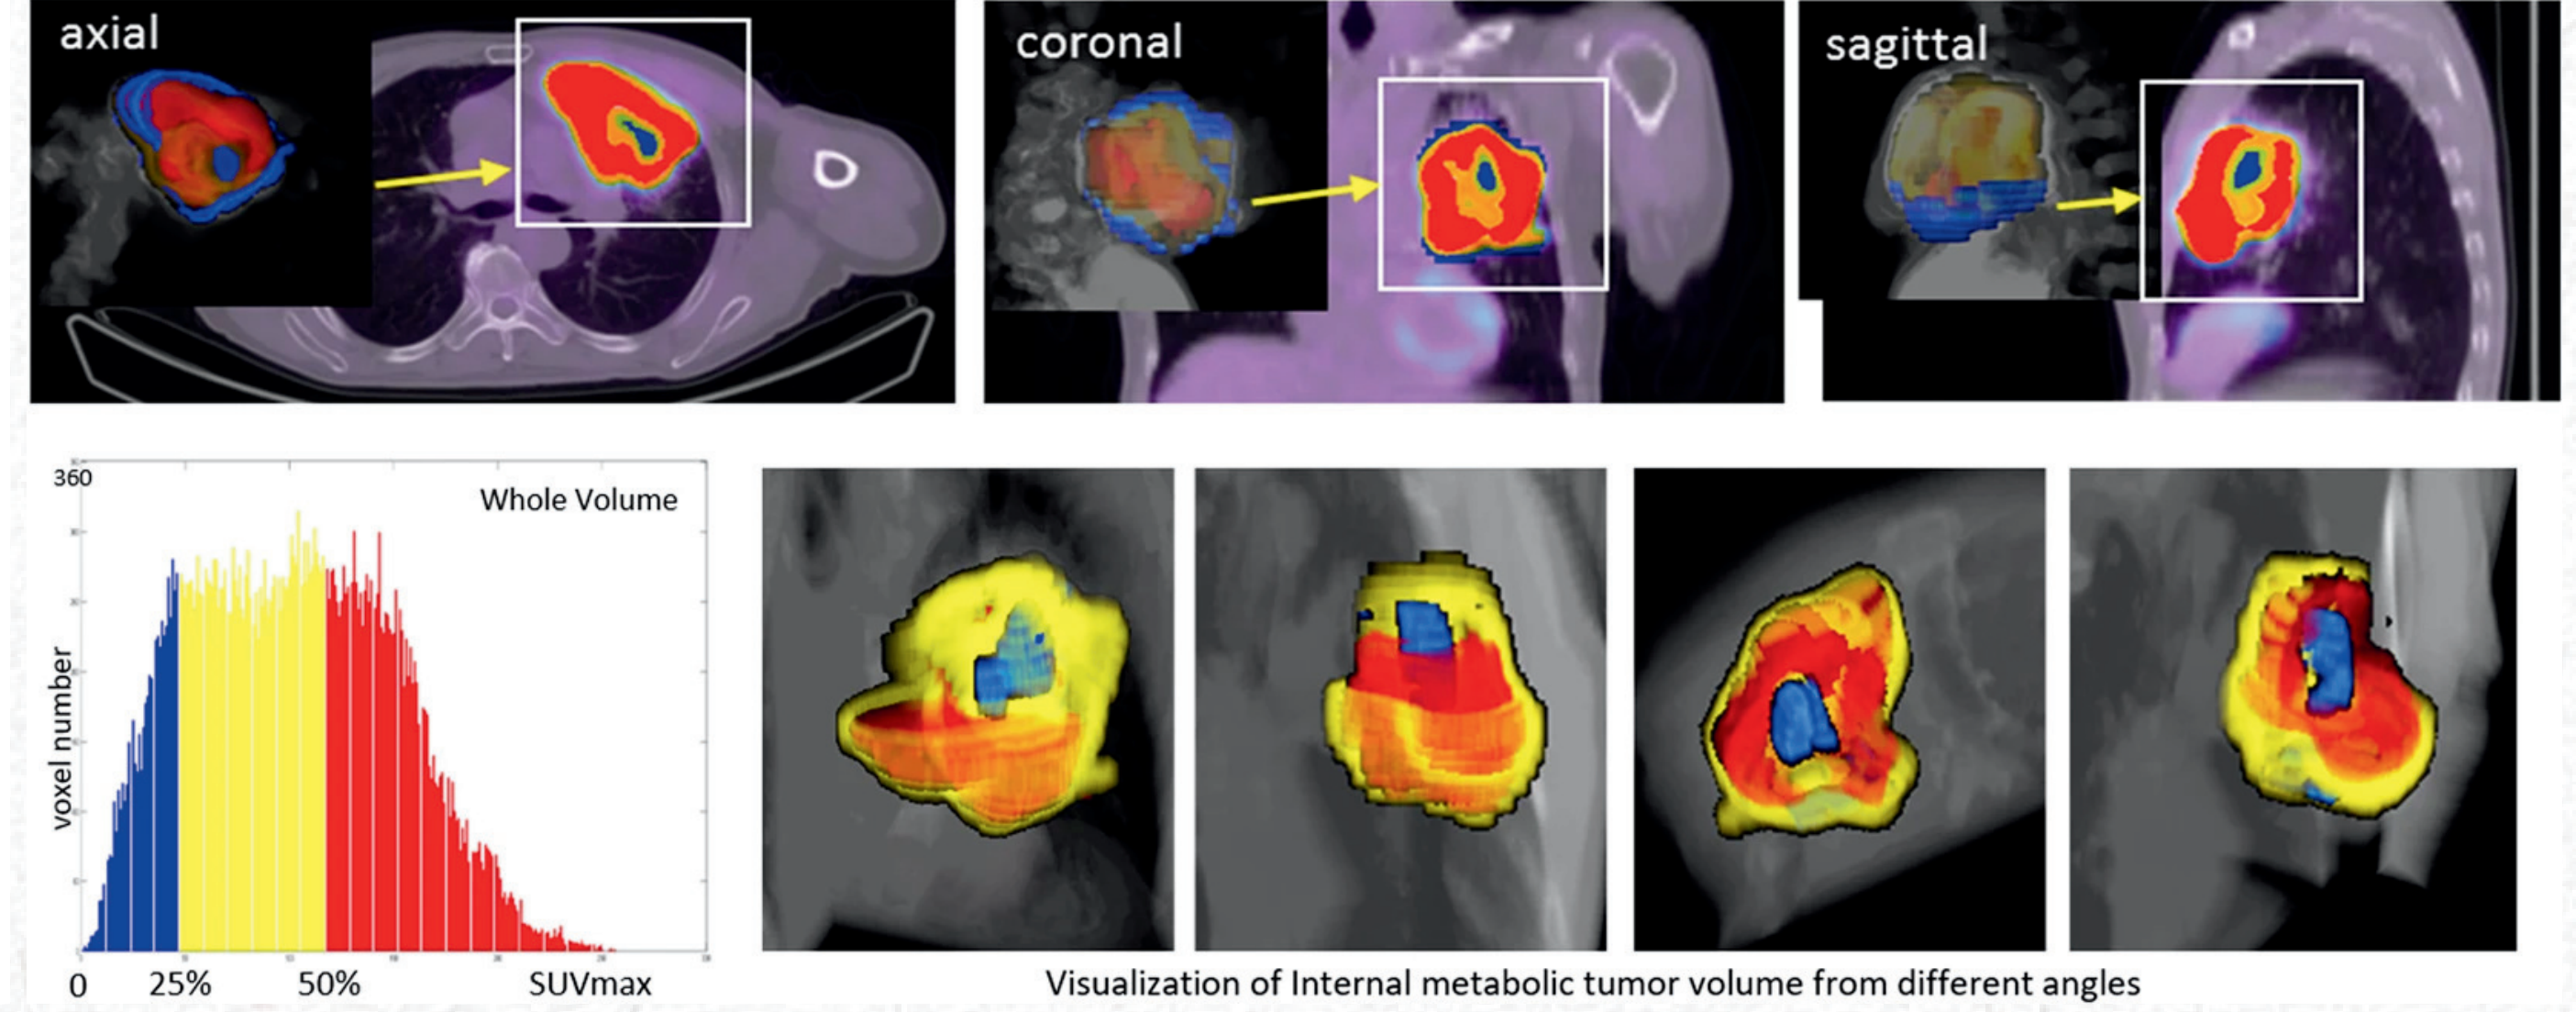 axial
coronal
sagittal
360
Whole Volume
voxel number
0
25%
50%
SUVmax
Visualization of Internal metabolic tumor volume from different angles